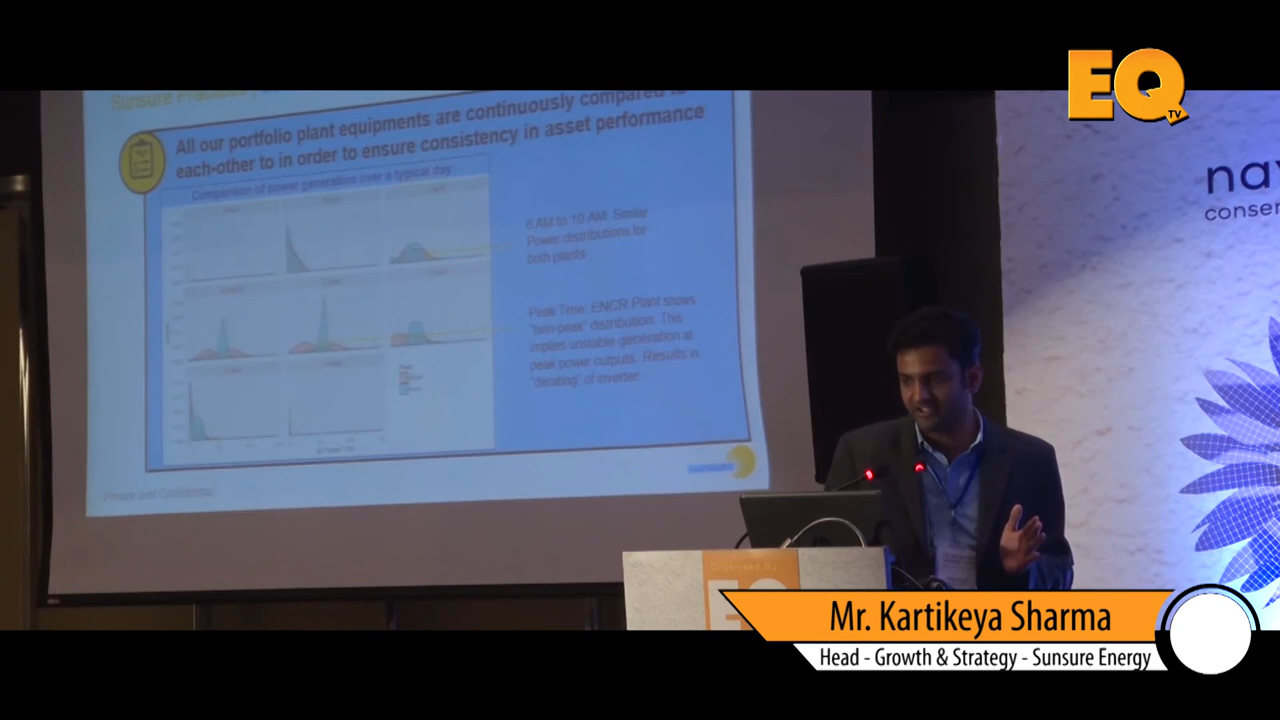 EQ
TV
Sunsure Practices
All our portfolio plant equipments are continuously compared to
each-other to in order to ensure consistency in asset performance
Comparison of power generation over a typical day
6 AM to 10 AM: Similar
Power distributions for
both plants
Peak Time: ENCR Plant shows
"twin-peak" distribution. This
implies unstable generation at
peak power outputs. Results in
"derating" of inverter.
sunsure
Private and Confidential
nav
conser
Organised By
EQ
Mr. Kartikeya Sharma
Head - Growth & Strategy - Sunsure Energy